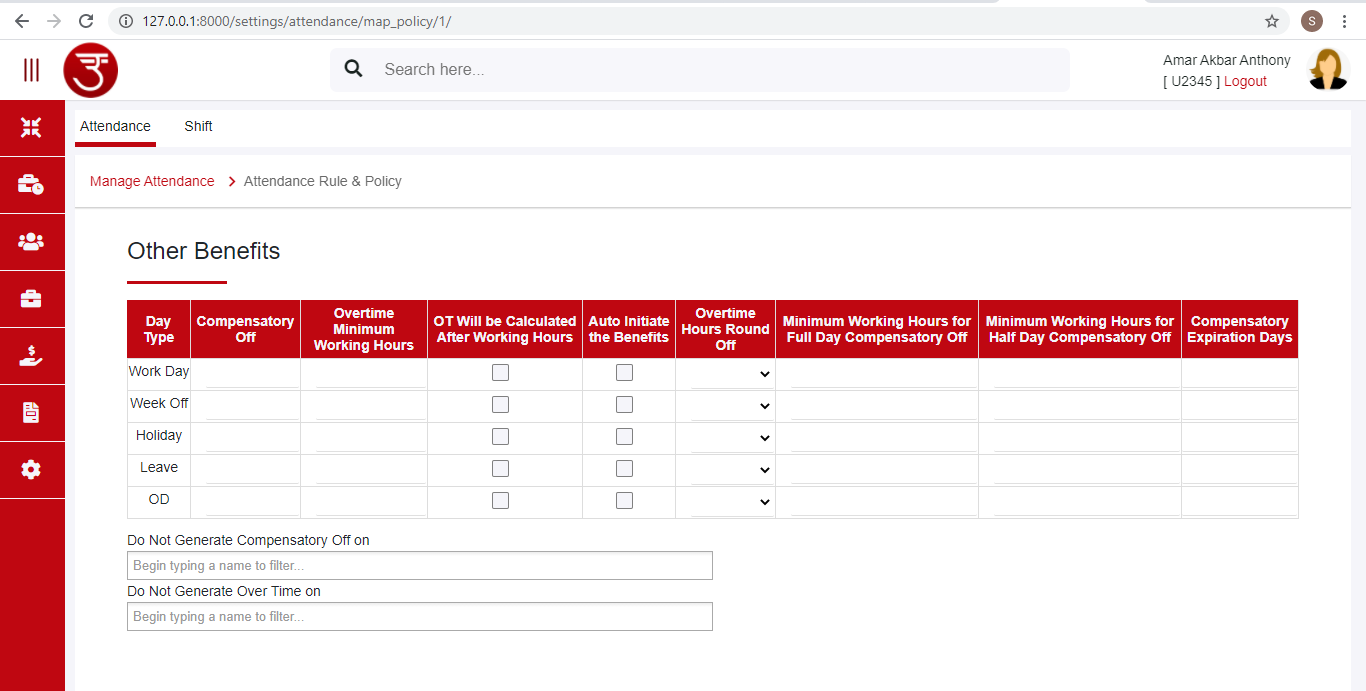 127.0.0.1:8000/settings/attendance/map_policy/1/
S
उ
Search here...
Amar Akbar Anthony
[ U2345 ] Logout
Attendance Shift
Manage Attendance > Attendance Rule & Policy
Other Benefits
Day Type Compensatory Off Overtime Minimum Working Hours OT Will be Calculated After Working Hours Auto Initiate the Benefits Overtime Hours Round Off Minimum Working Hours for Full Day Compensatory Off Minimum Working Hours for Half Day Compensatory Off Compensatory Expiration Days
Work Day
Week Off
Holiday
Leave
OD
Do Not Generate Compensatory Off on
Begin typing a name to filter...
Do Not Generate Over Time on
Begin typing a name to filter...